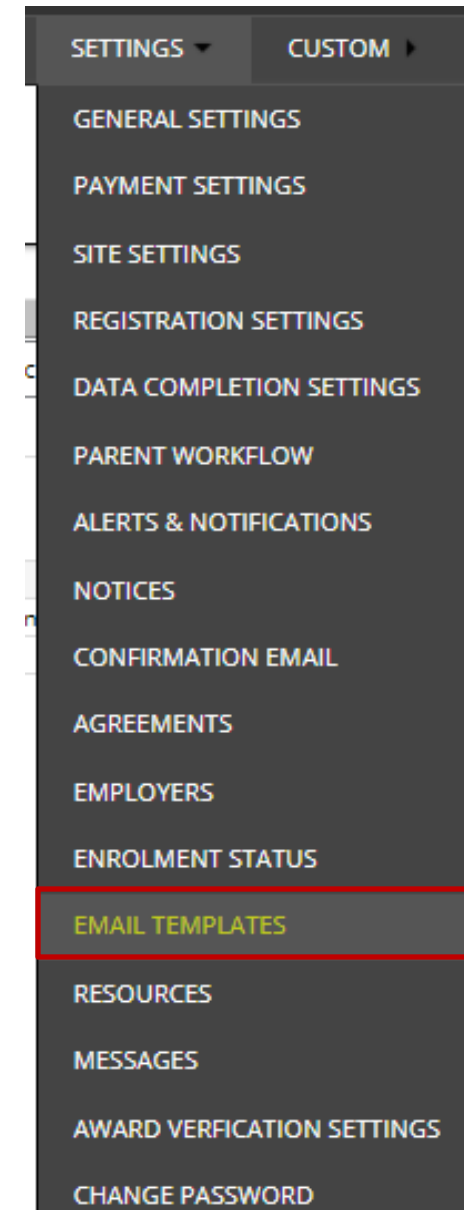 SETTINGS CUSTOM
GENERAL SETTINGS
PAYMENT SETTINGS
SITE SETTINGS
REGISTRATION SETTINGS
DATA COMPLETION SETTINGS
PARENT WORKFLOW
ALERTS & NOTIFICATIONS
NOTICES
CONFIRMATION EMAIL
AGREEMENTS
EMPLOYERS
ENROLMENT STATUS
EMAIL TEMPLATES
RESOURCES
MESSAGES
AWARD VERFICATION SETTINGS
CHANGE PASSWORD